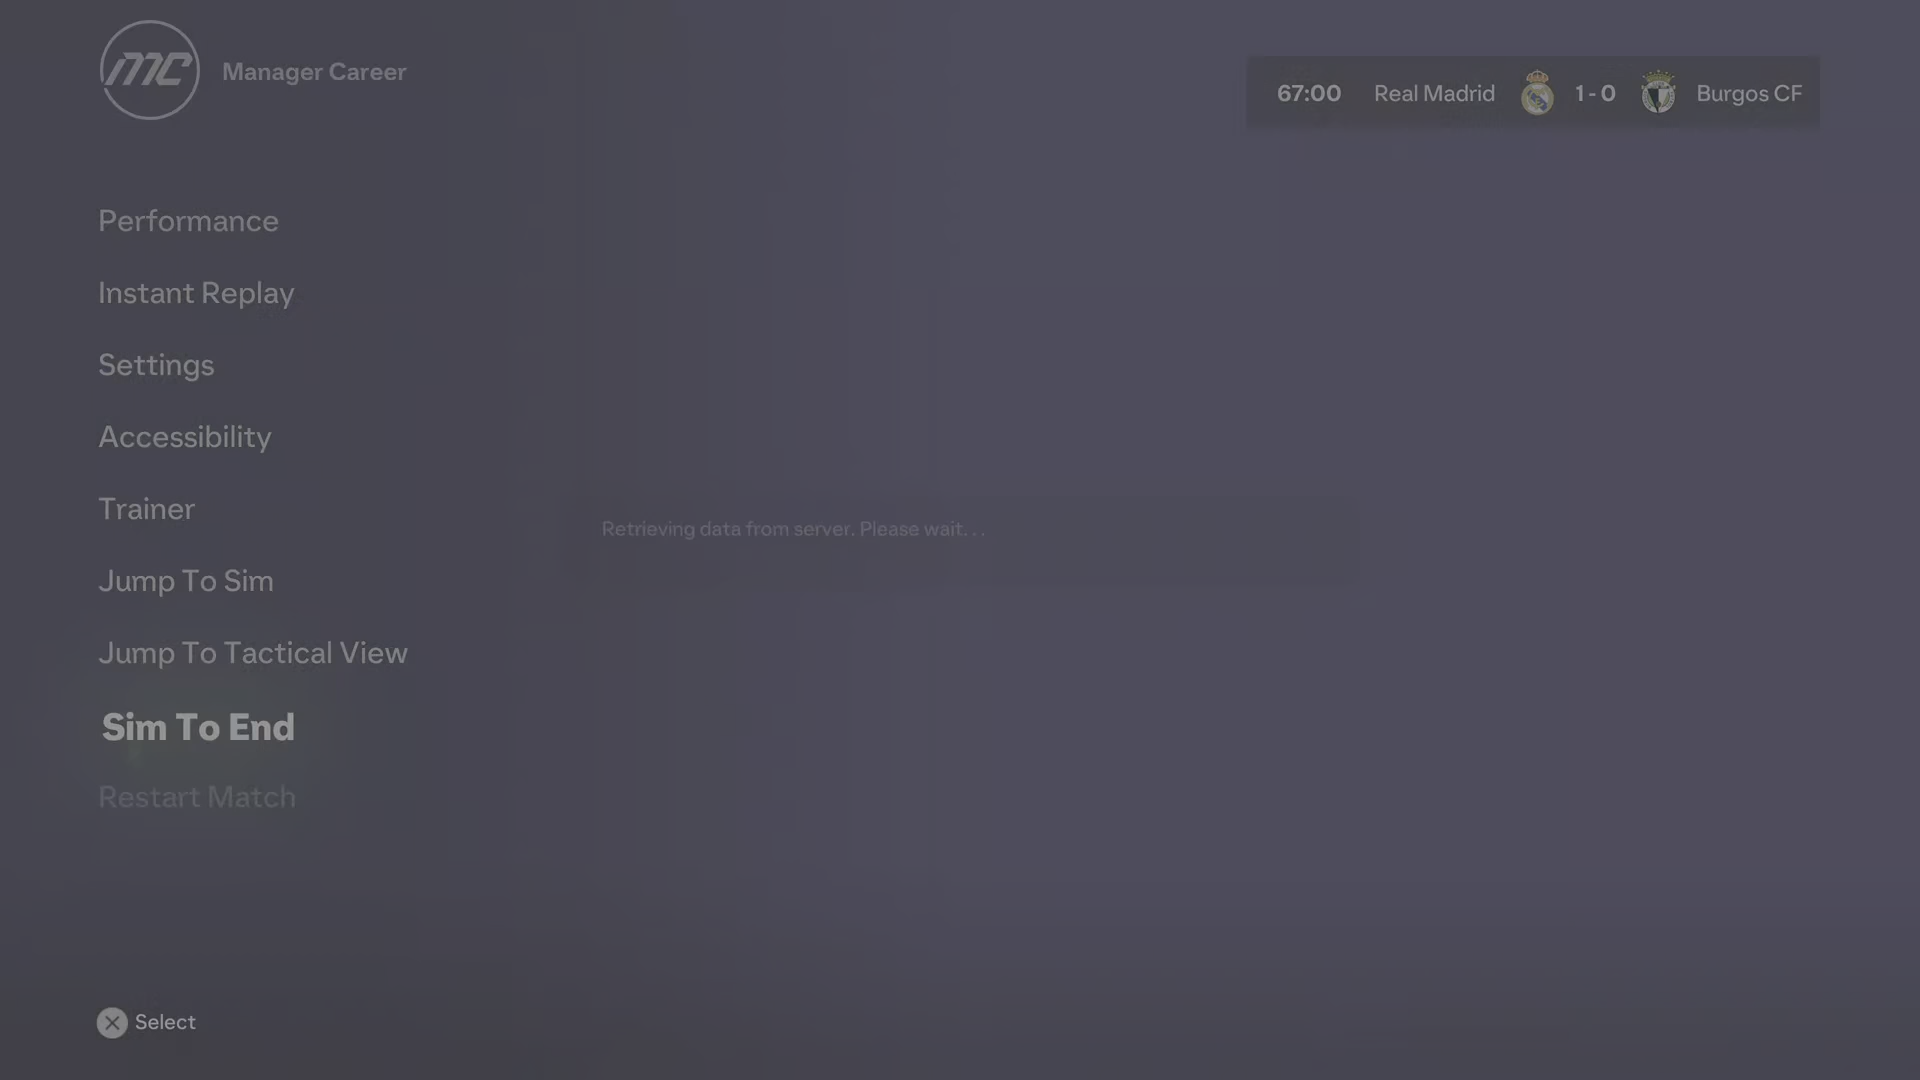 MC
Manager Career
67:00 Real Madrid 1 - 0 Burgos CF
Performance
Instant Replay
Settings
Accessibility
Trainer
Jump To Sim
Jump To Tactical View
Sim To End
Restart Match
Retrieving data from server. Please wait...
Select